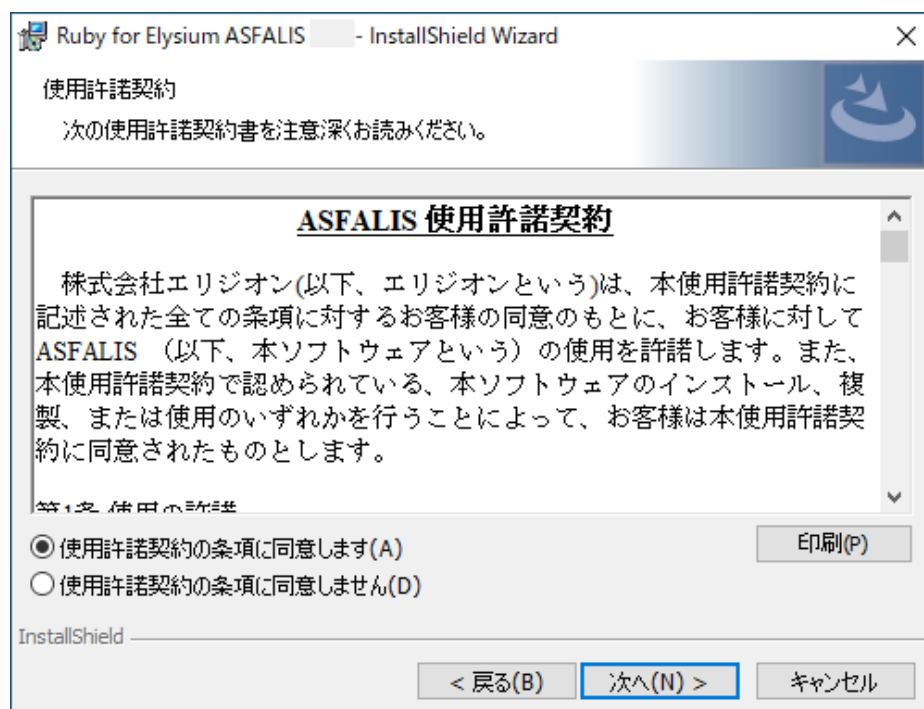 Ruby for Elysium ASFALIS - InstallShield Wizard
使用許諾契約
次の使用許諾契約書を注意深くお読みください。
ASFALIS 使用許諾契約
株式会社エリジオン(以下、エリジオンという)は、本使用許諾契約に
記述された全ての条項に対するお客様の同意のもとに、お客様に対して
ASFALIS （以下、本ソフトウェアという）の使用を許諾します。また、
本使用許諾契約で認められている、本ソフトウェアのインストール、複
製、または使用のいずれかを行うことによって、お客様は本使用許諾契
約に同意されたものとします。
第1条 使用の許諾
使用許諾契約の条項に同意します(A)
印刷(P)
使用許諾契約の条項に同意しません(D)
InstallShield
< 戻る(B)
次へ(N) >
キャンセル